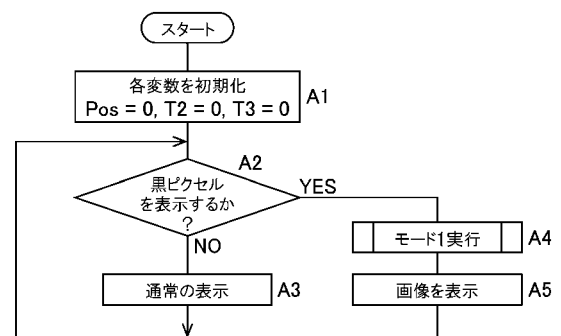 スタート
各変数を初期化
Pos = 0, T2 = 0, T3 = 0
A1
A2
黒ピクセル
を表示するか
?
YES
NO
モード1実行
A4
通常の表示
A3
画像を表示
A5